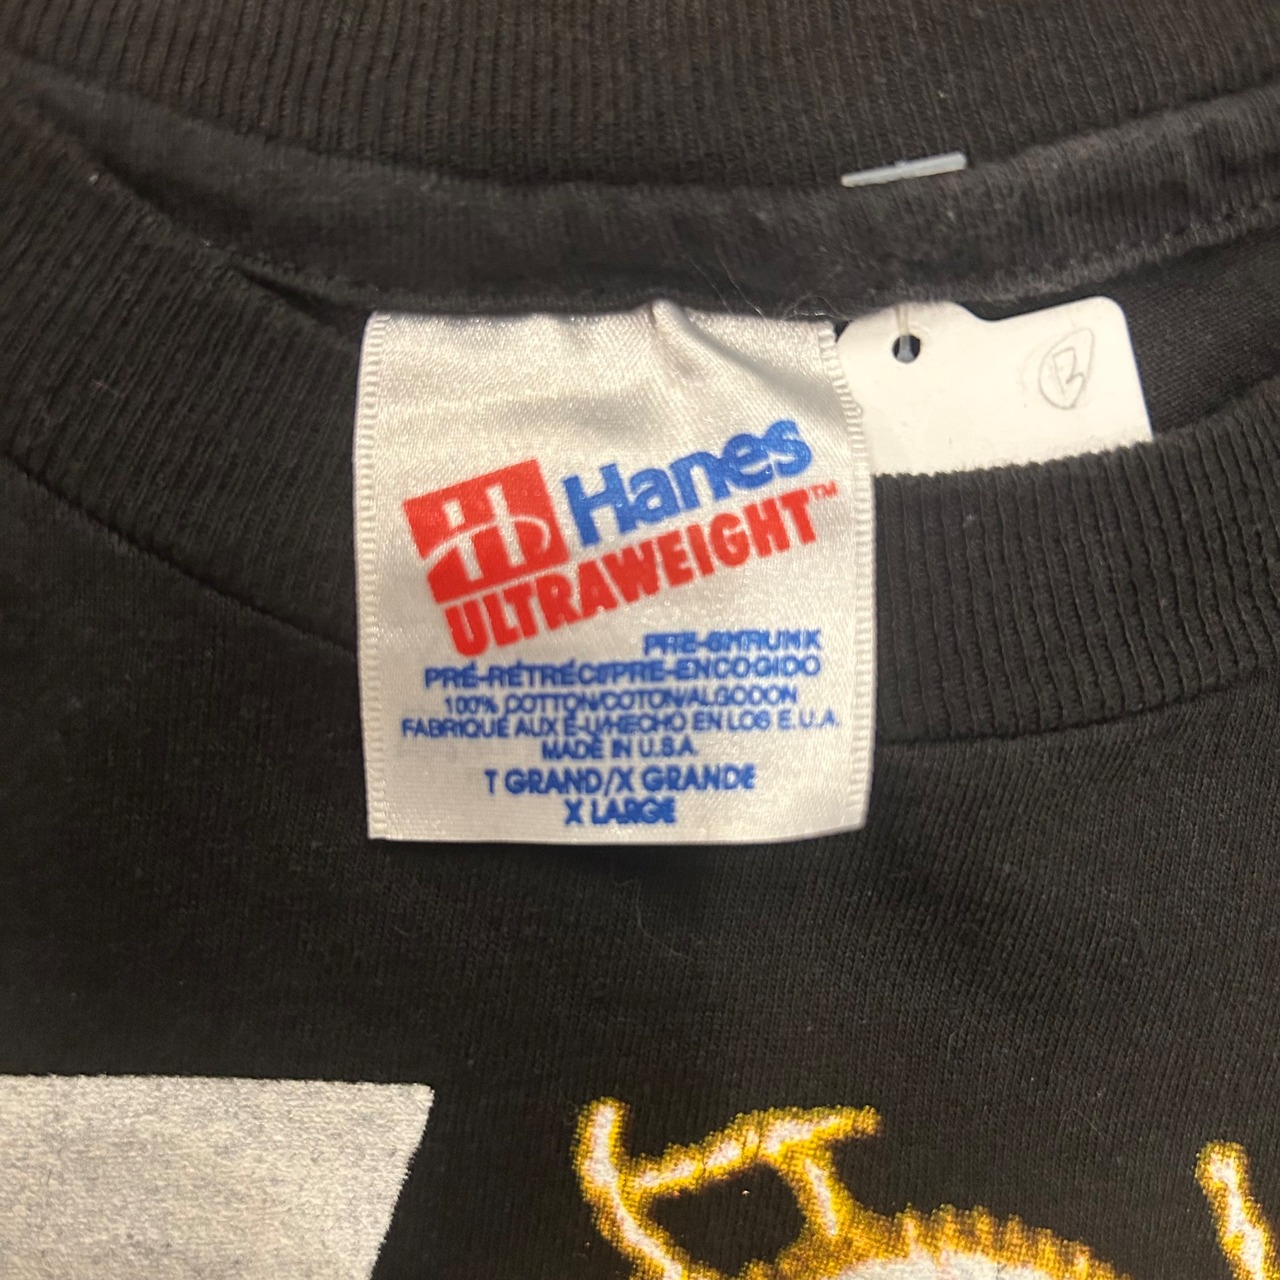 Hanes
ULTRAWEIGHT™
PRE-SHRUNK
PRÉ-RÉTRÉCI/PRE-ENCOGIDO
100% COTTON/COTON/ALGODON
FABRIQUÉ AUX É-U/HECHO EN LOS E.U.A.
MADE IN U.S.A.
T GRAND/X GRANDE
X LARGE
B